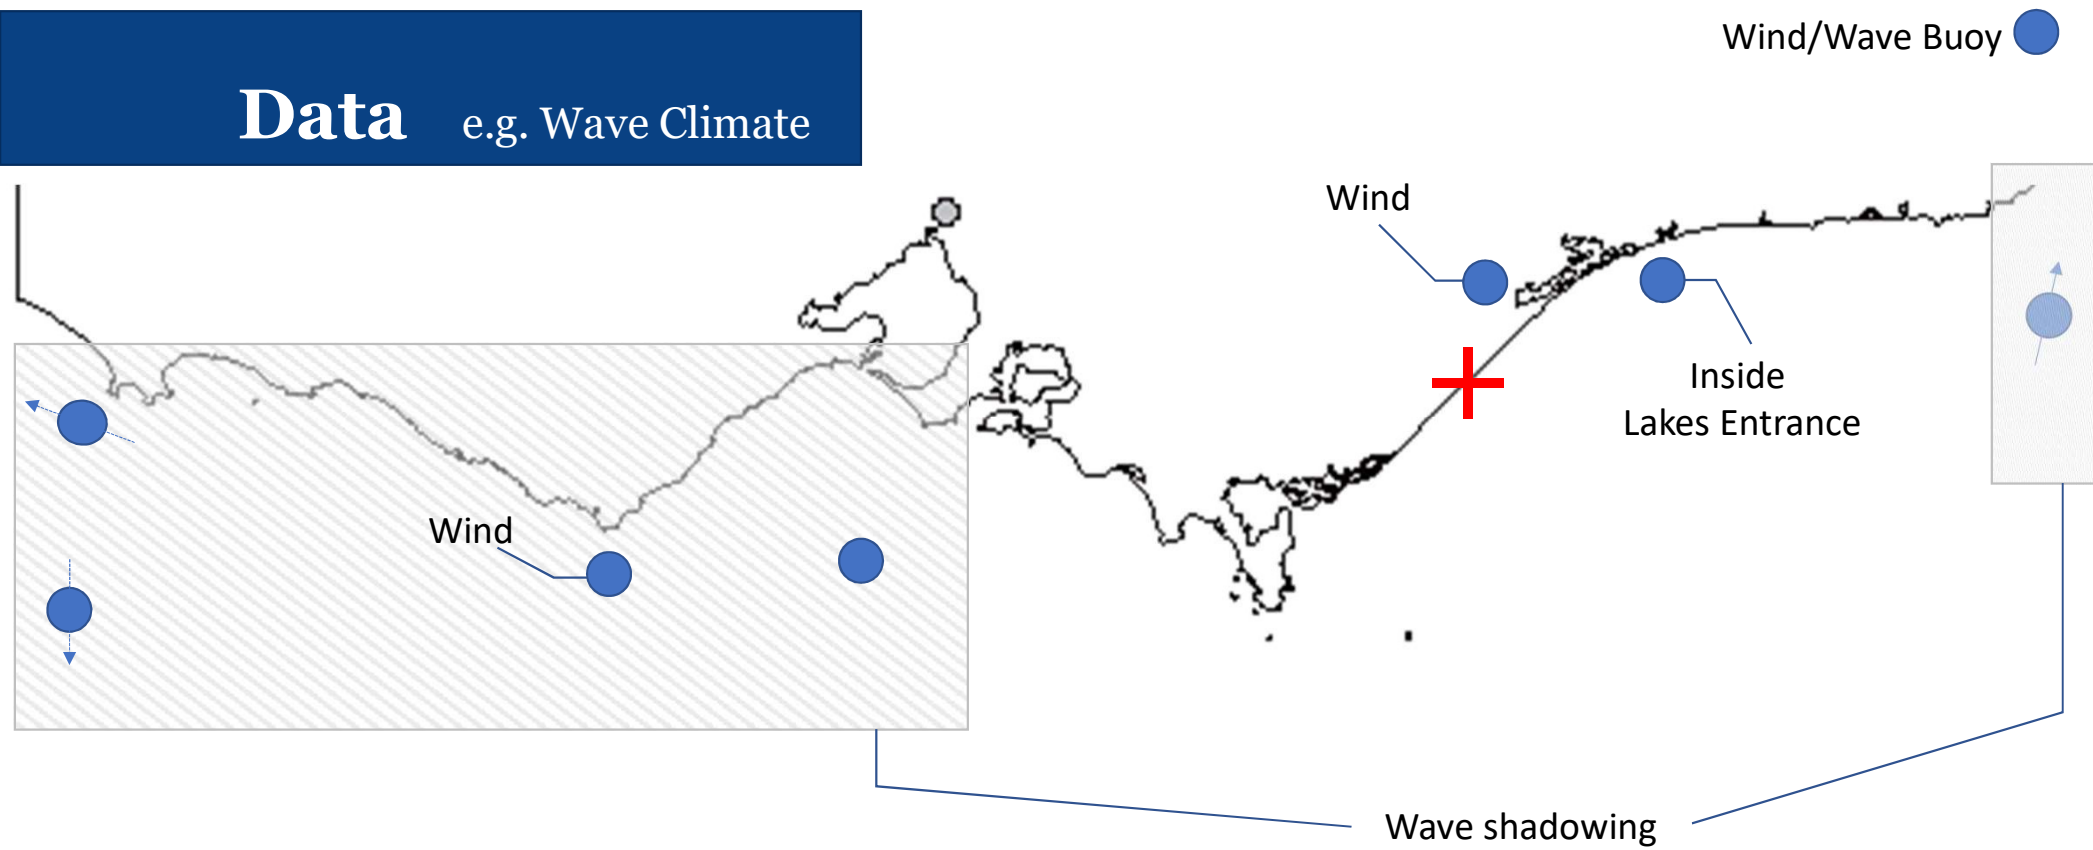 Wind/Wave Buoy
Data e.g. Wave Climate
Wind
Inside
Lakes Entrance
Wind
Wave shadowing